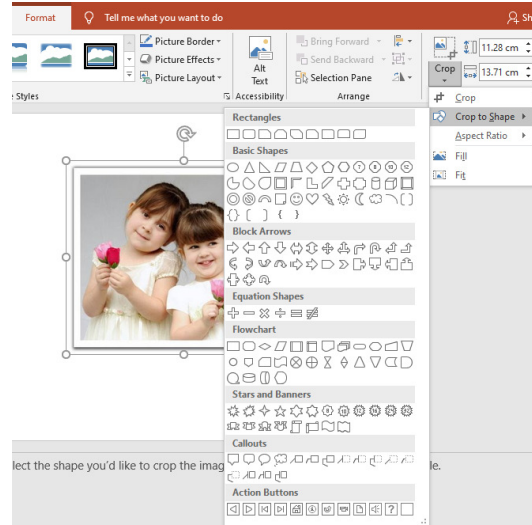 Format
Tell me what you want to do
Sh
Picture Border
Picture Effects
Picture Layout
Styles
Alt
Text
Accessibility
Bring Forward
Send Backward
Selection Pane
Arrange
Crop
11.28 cm
13.71 cm
Crop
Crop to Shape
Aspect Ratio
Fill
Fit
Rectangles
Basic Shapes
Block Arrows
Equation Shapes
Flowchart
Stars and Banners
Callouts
Action Buttons
lect the shape you'd like to crop the imag
le.